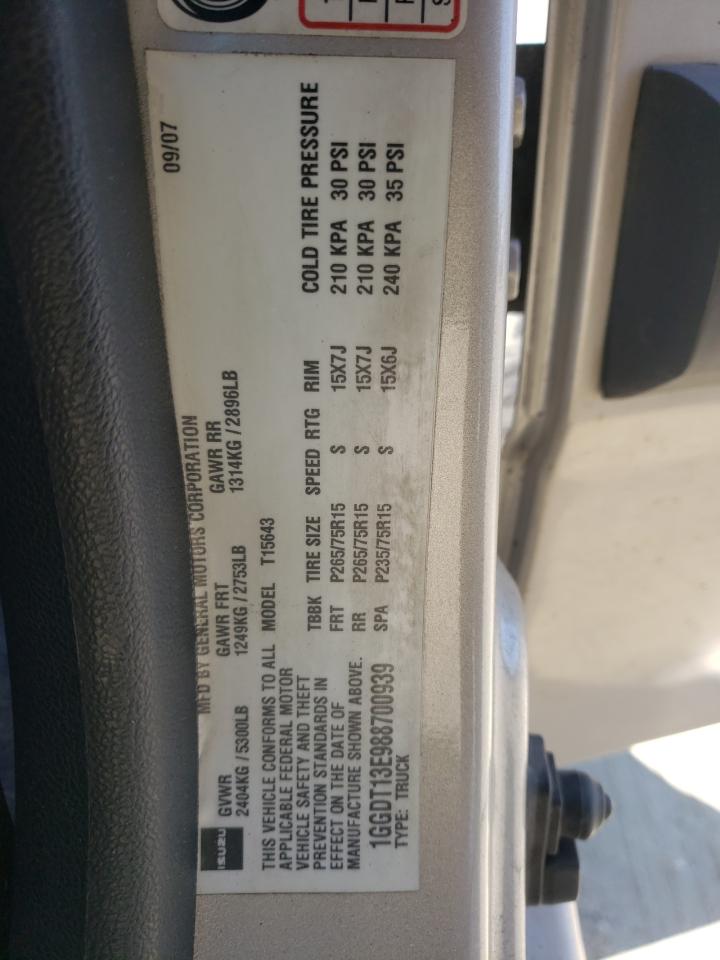 MFD BY GENERAL MOTORS CORPORATION 09/07
ISUZU
GVWR GAWR FRT GAWR RR
2404KG / 5300LB 1249KG / 2753LB 1314KG / 2896LB
THIS VEHICLE CONFORMS TO ALL MODEL T15643
APPLICABLE FEDERAL MOTOR
VEHICLE SAFETY AND THEFT
PREVENTION STANDARDS IN
EFFECT ON THE DATE OF
MANUFACTURE SHOWN ABOVE.
TBBK TIRE SIZE SPEED RTG RIM COLD TIRE PRESSURE
FRT P265/75R15 S 15X7J 210 KPA 30 PSI
RR P265/75R15 S 15X7J 210 KPA 30 PSI
SPA P235/75R15 S 15X6J 240 KPA 35 PSI
1GGDT13E988700939
TYPE: TRUCK